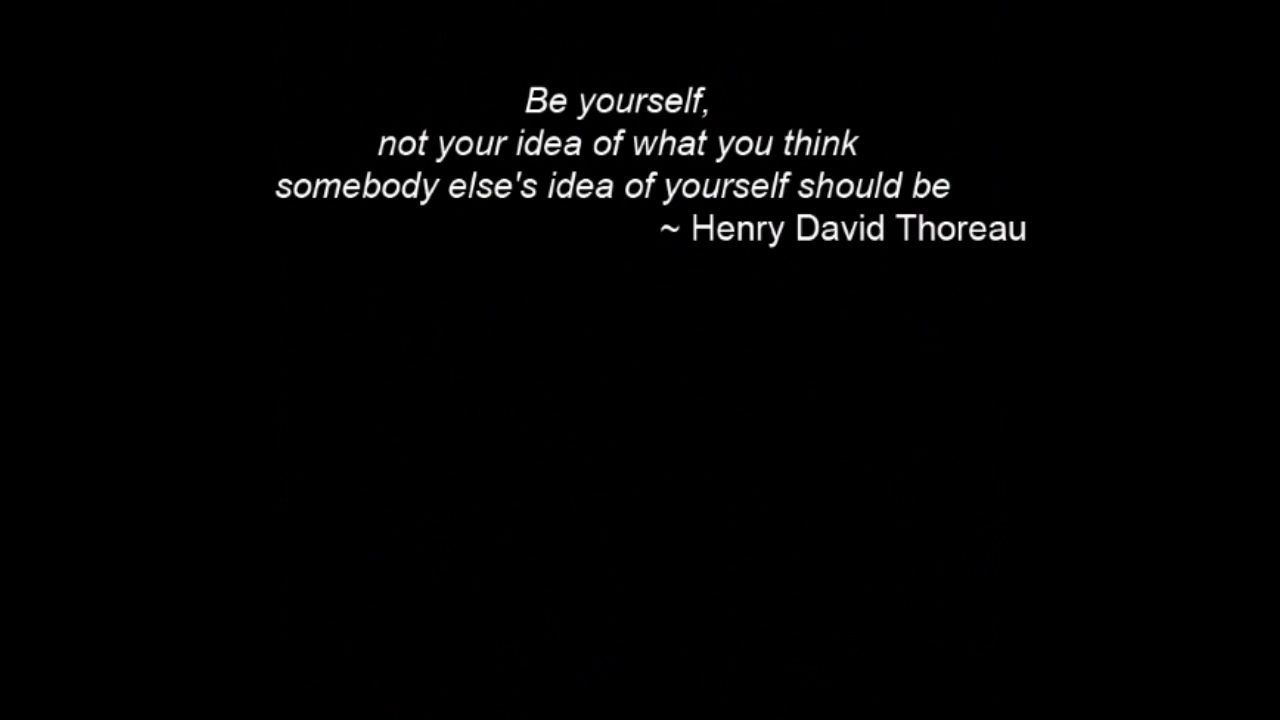 Be yourself,
not your idea of what you think
somebody else's idea of yourself should be
~ Henry David Thoreau